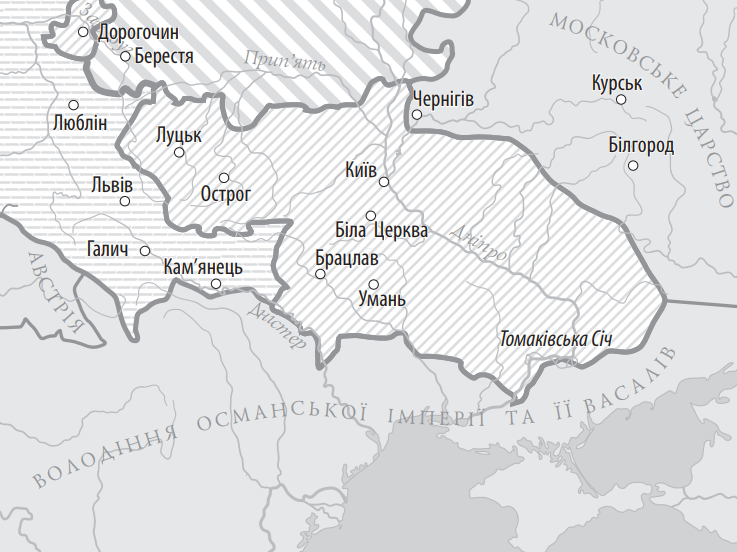 Західн
Дорогочин
Берестя
Прип'ять
МОСКОВСЬКЕ ЦАРСТВО
Курськ
Люблін
Чернігів
Луцьк
Білгород
Київ
Львів
Острог
Біла Церква
Дніпро
Галич
Брацлав
Кам'янець
АВСТРІЯ
Умань
Дністер
Томаківська Січ
ВОЛОДІННЯ ОСМАНСЬКОЇ ІМПЕРІЇ ТА ЇЇ ВАСАЛІВ